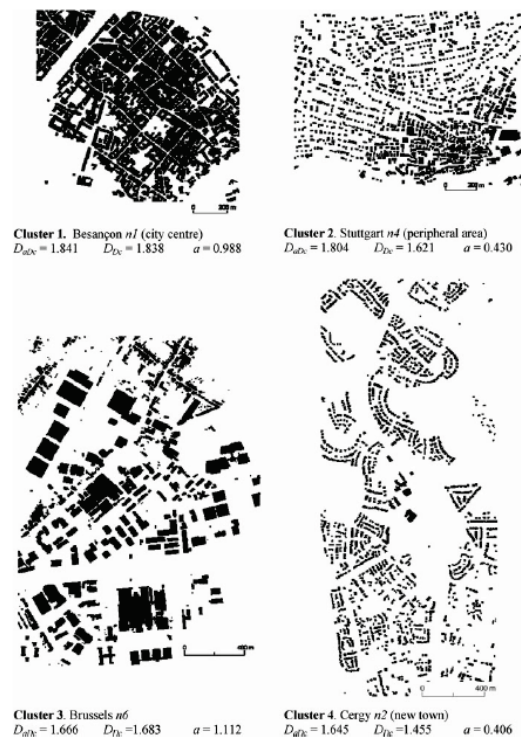 0 200 m
0 200 m
Cluster 1. Besançon n1 (city centre)
D_aDc = 1.841 D_Dc = 1.838 a = 0.988
Cluster 2. Stuttgart n4 (peripheral area)
D_aDc = 1.804 D_Dc = 1.621 a = 0.430
0 400 m
0 400 m
Cluster 3. Brussels n6
D_aDc = 1.666 D_Dc = 1.683 a = 1.112
Cluster 4. Cergy n2 (new town)
D_aDc = 1.645 D_Dc = 1.455 a = 0.406